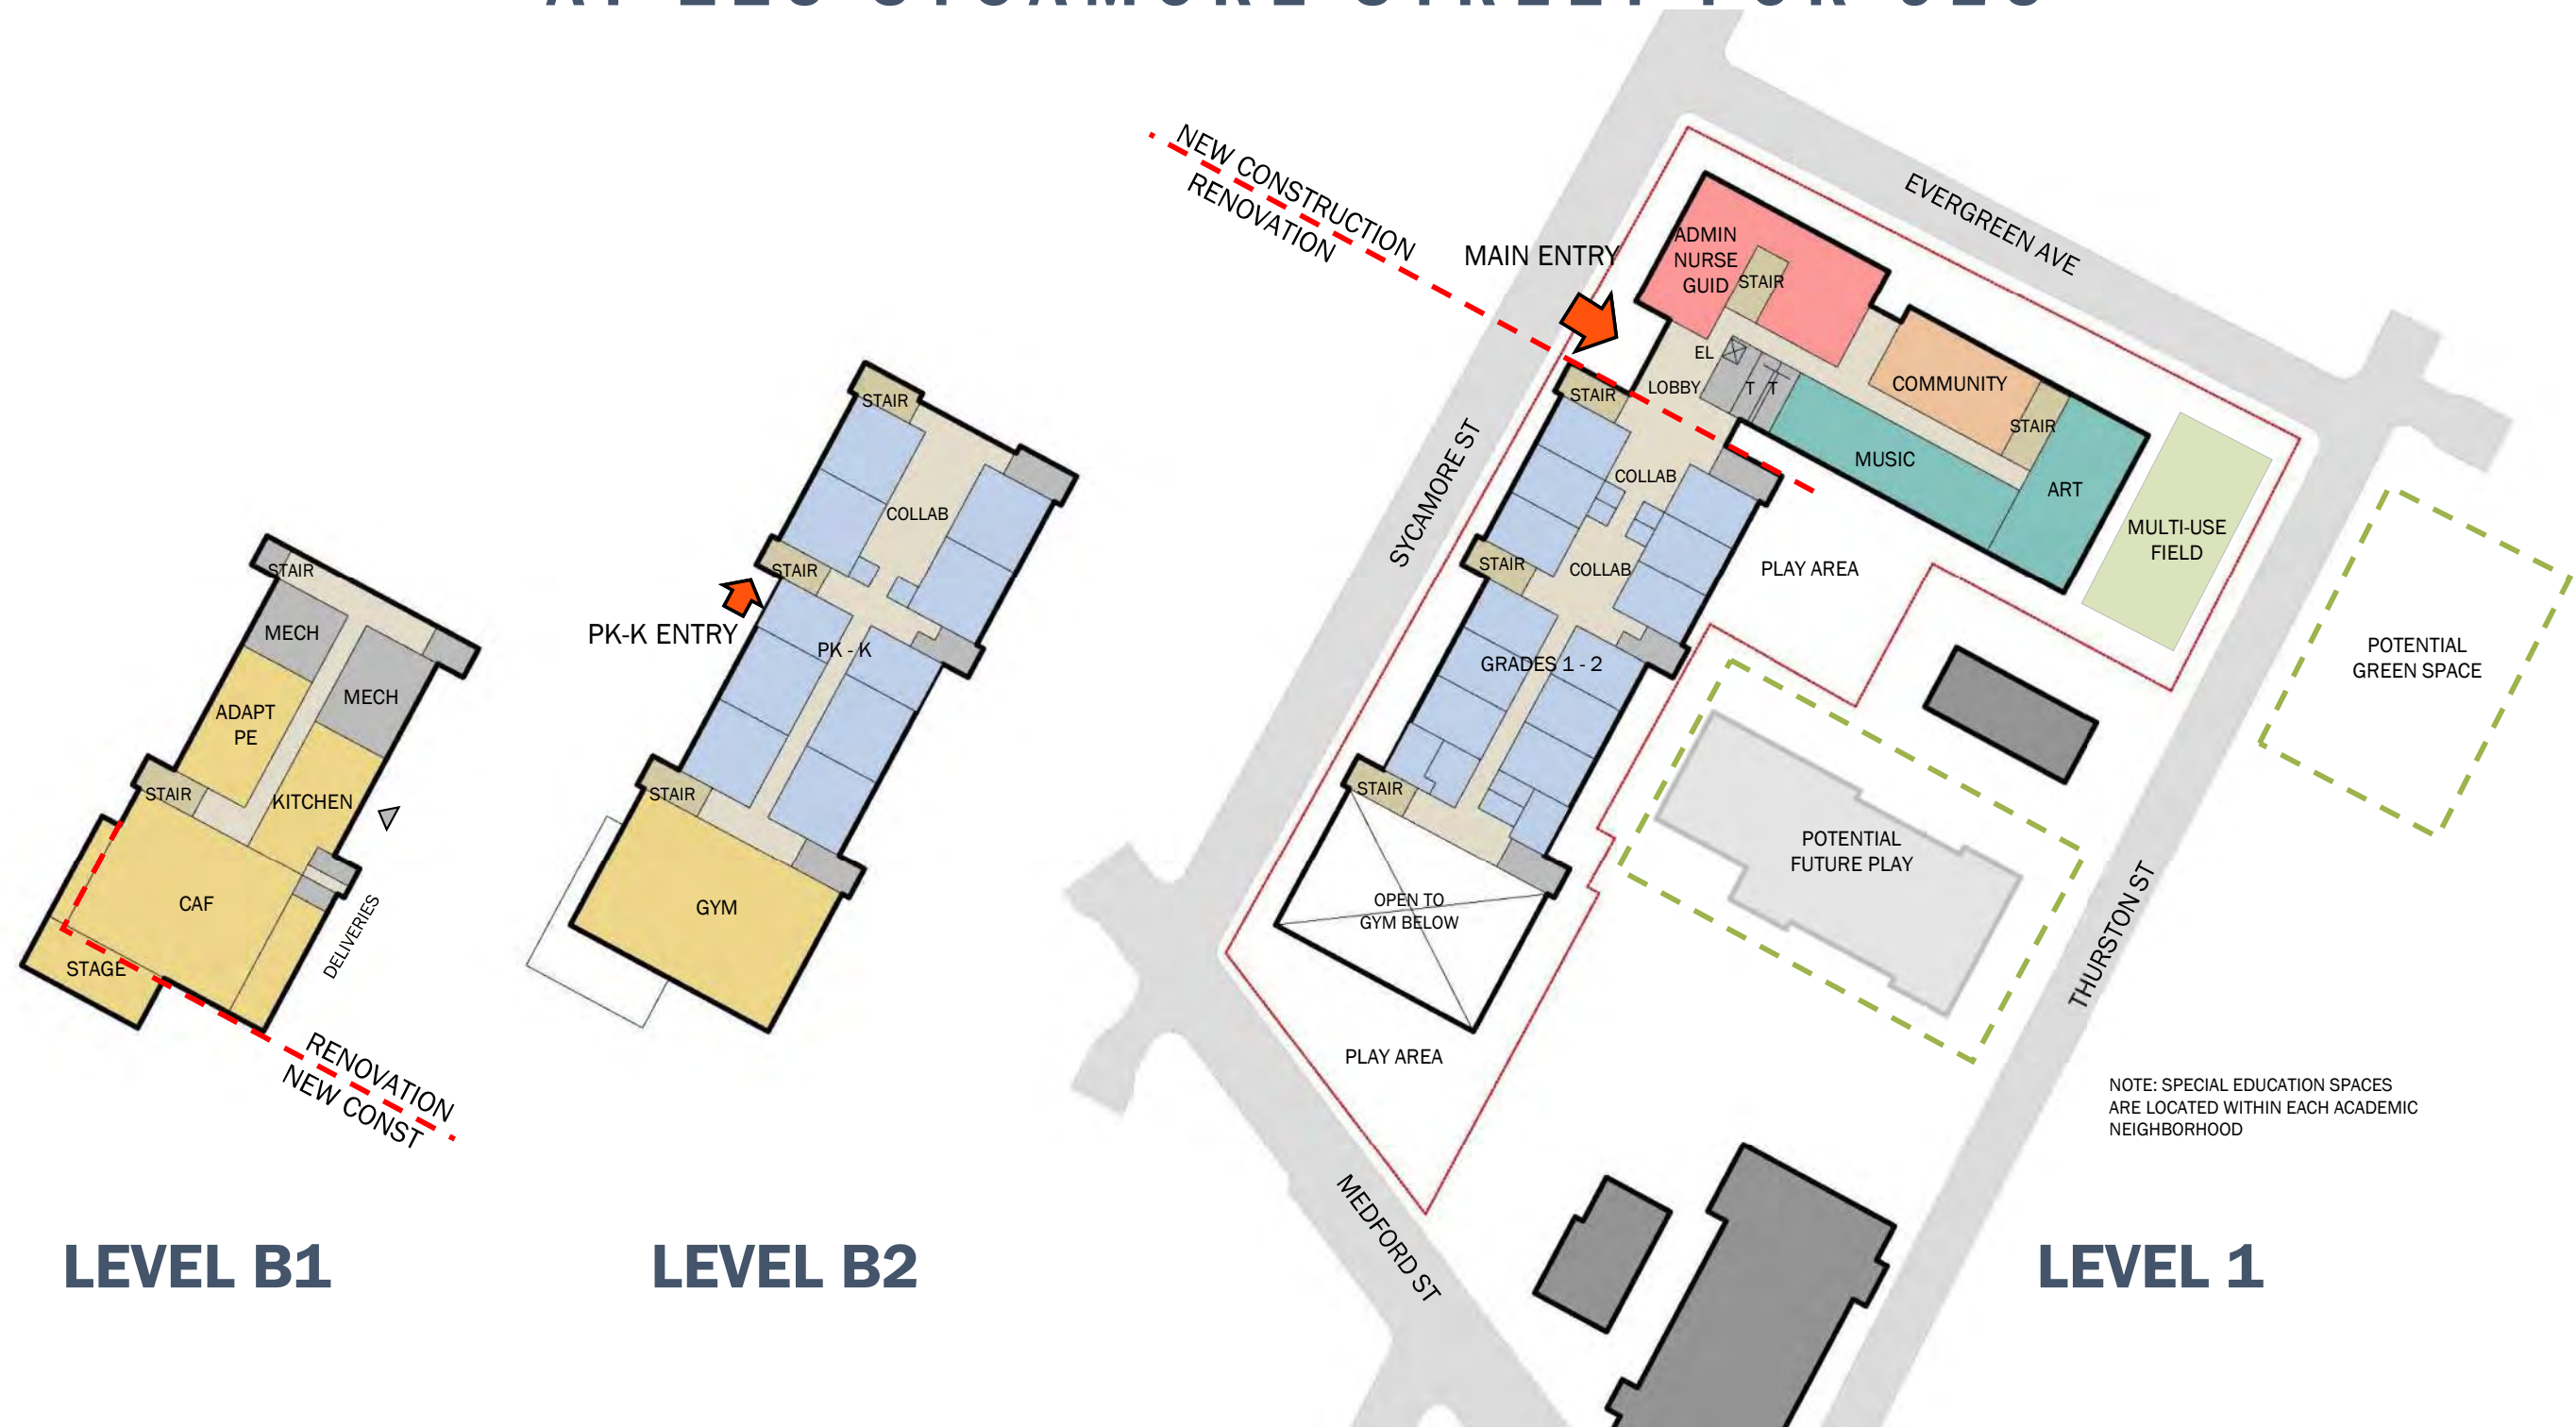 NEW CONSTRUCTION
RENOVATION
MAIN ENTRY
EVERGREEN AVE
SYCAMORE ST
ADMIN
NURSE
GUID
STAIR
EL
LOBBY
T T
STAIR
COMMUNITY
STAIR
MUSIC
ART
MULTI-USE
FIELD
COLLAB
COLLAB
STAIR
PLAY AREA
GRADES 1 - 2
STAIR
OPEN TO
GYM BELOW
PLAY AREA
POTENTIAL
GREEN SPACE
POTENTIAL
FUTURE PLAY
THURSTON ST
MEDFORD ST
NOTE: SPECIAL EDUCATION SPACES
ARE LOCATED WITHIN EACH ACADEMIC
NEIGHBORHOOD
STAIR
COLLAB
STAIR
PK-K ENTRY
PK - K
STAIR
GYM
STAIR
MECH
MECH
ADAPT
PE
STAIR
KITCHEN
CAF
STAGE
DELIVERIES
RENOVATION
NEW CONST
LEVEL B1
LEVEL B2
LEVEL 1